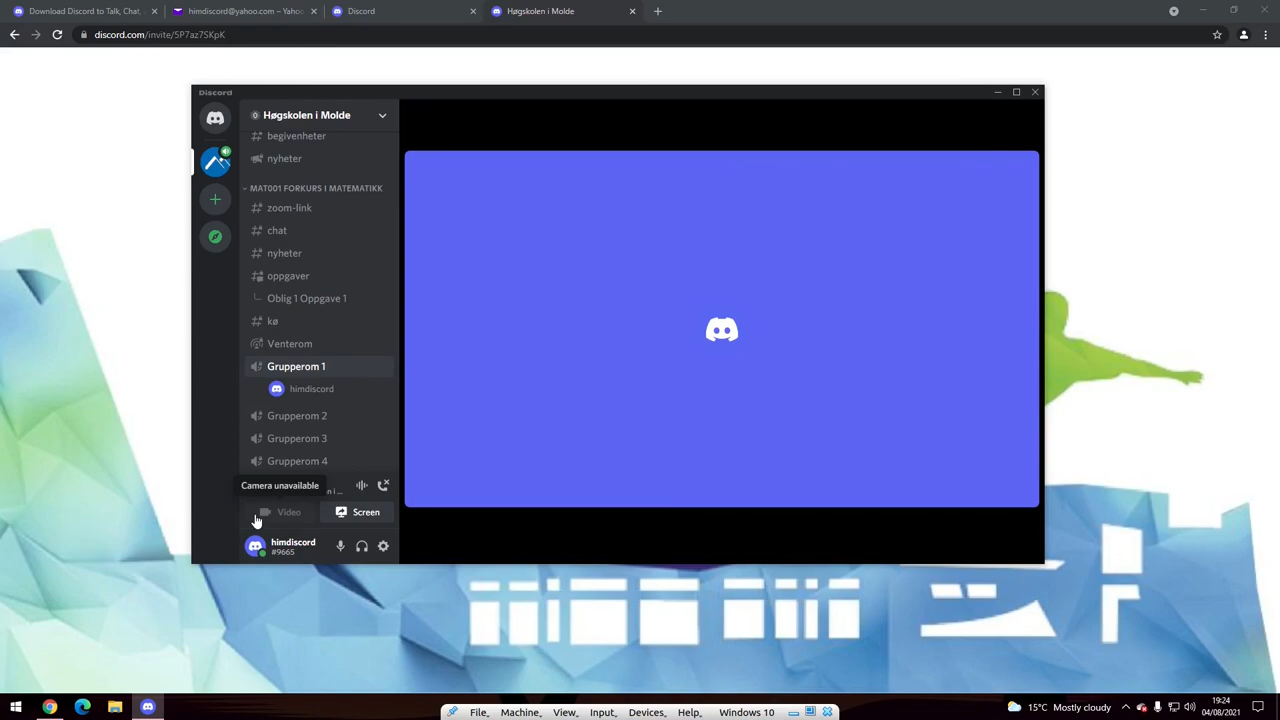 Download Discord to Talk, Chat,
himdiscord@yahoo.com – Yahoo
Discord
Høgskolen i Molde
discord.com/invite/5P7az7SKpK
Discord
Høgskolen i Molde
begivenheter
nyheter
MAT001 FORKURS I MATEMATIKK
zoom-link
chat
nyheter
oppgaver
Oblig 1 Oppgave 1
kø
Venterom
Grupperom 1
himdiscord
Grupperom 2
Grupperom 3
Grupperom 4
Camera unavailable
n i ...
Video
Screen
himdiscord
#9665
15°C Mostly cloudy
19:24
04/08/2021
File
Machine
View
Input
Devices
Help
Windows 10